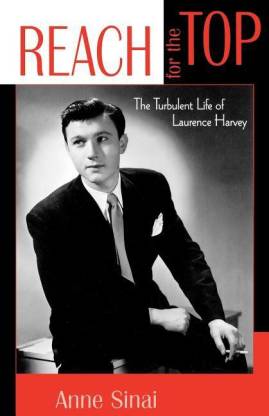 REACH
for the
TOP
The Turbulent Life of
Laurence Harvey
Anne Sinai